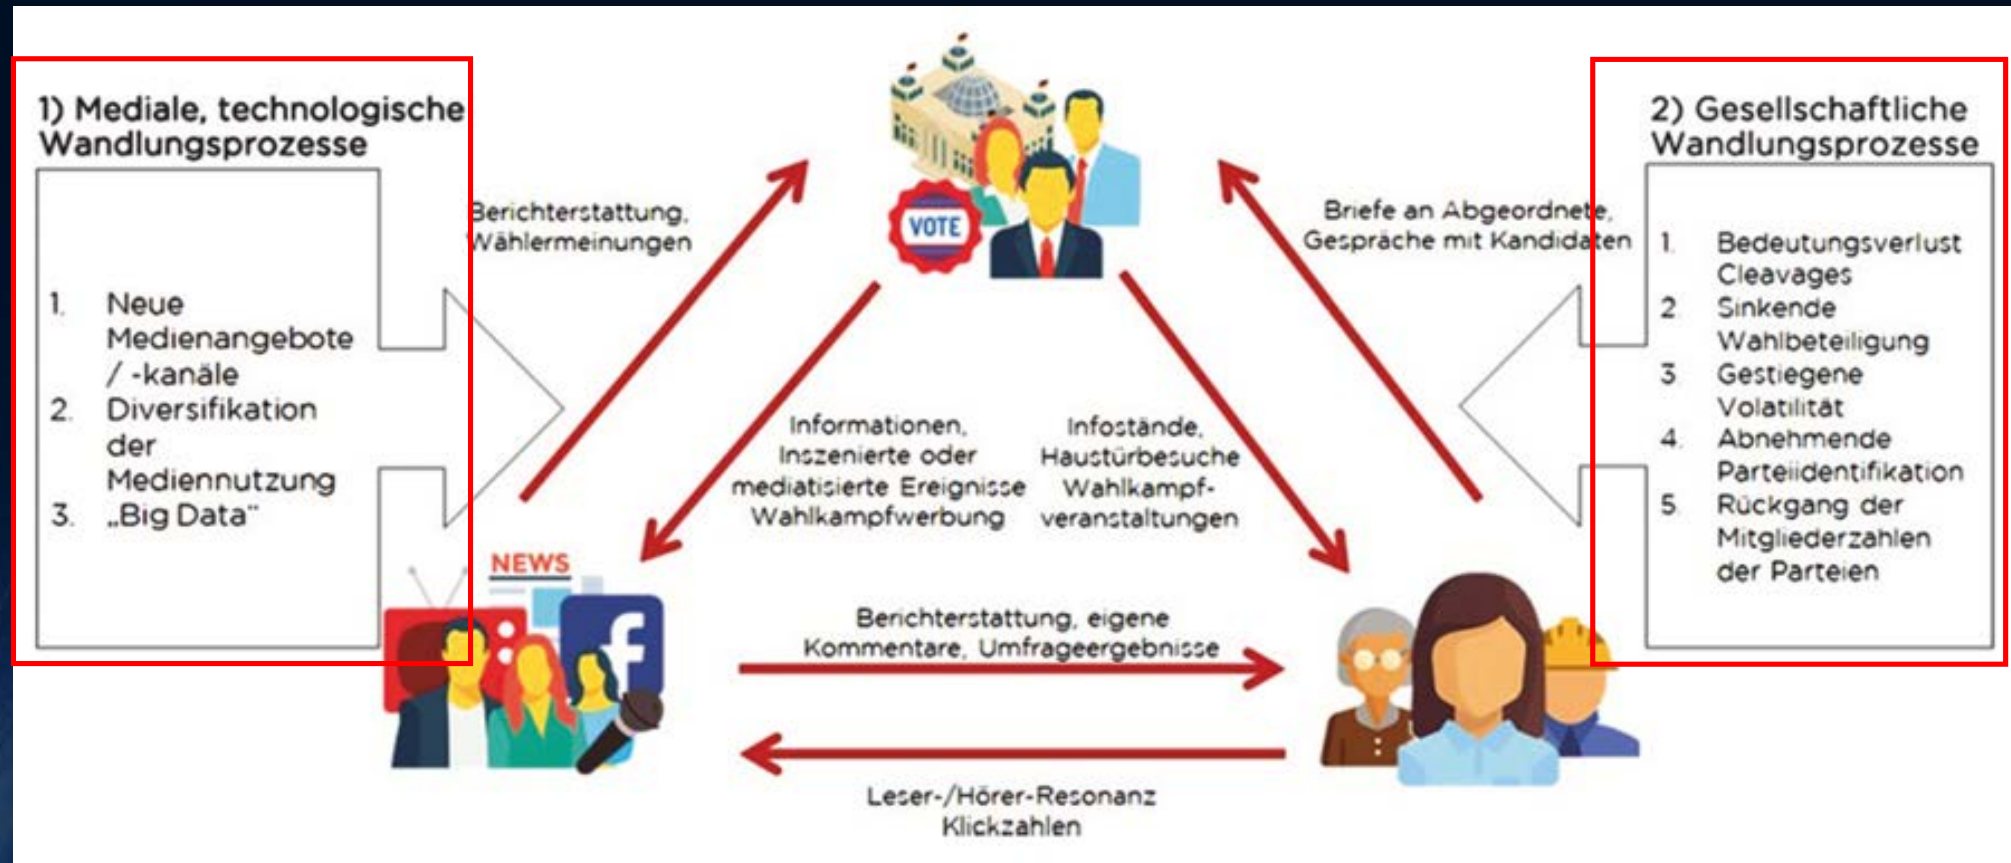 1) Mediale, technologische
Wandlungsprozesse
1. Neue
Medienangebote
/ -kanäle
2. Diversifikation
der
Mediennutzung
3. „Big Data“
Berichterstattung,
Wählermeinungen
VOTE
Briefe an Abgeordnete,
Gespräche mit Kandidaten
2) Gesellschaftliche
Wandlungsprozesse
1. Bedeutungsverlust
Cleavages
2 Sinkende
Wahlbeteiligung
3 Gestiegene
Volatilität
4. Abnehmende
Parteiidentifikation
5 Rückgang der
Mitgliederzahlen
der Parteien
Informationen,
Inszenierte oder
mediatisierte Ereignisse
Wahlkampfwerbung
Infostände,
Haustürbesuche
Wahlkampf-
veranstaltungen
NEWS
f
Berichterstattung, eigene
Kommentare, Umfrageergebnisse
Leser-/Hörer-Resonanz
Klickzahlen